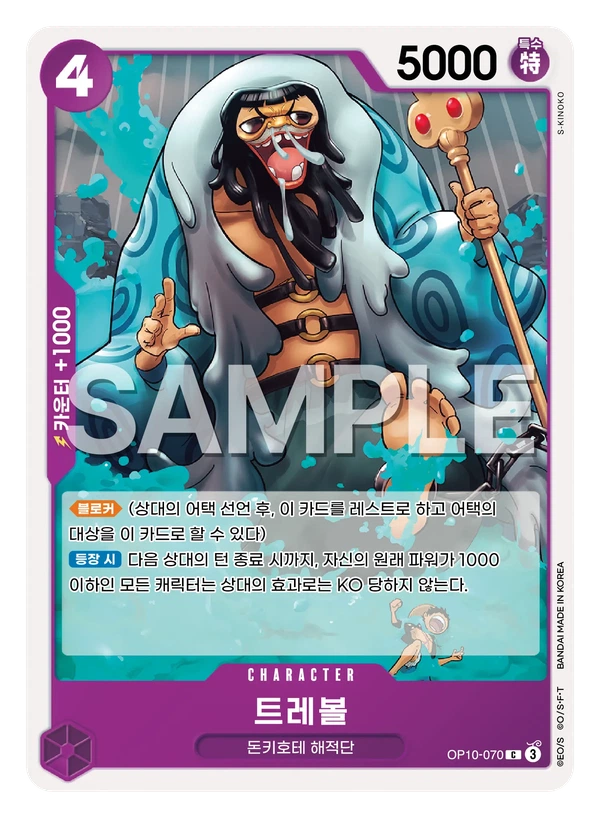 4
5000
특수
特
S-KINOKO
⚡카운터 +1000
SAMPLE
블로커 (상대의 어택 선언 후, 이 카드를 레스트로 하고 어택의
대상을 이 카드로 할 수 있다)
등장 시 다음 상대의 턴 종료 시까지, 자신의 원래 파워가 1000
이하인 모든 캐릭터는 상대의 효과로는 KO 당하지 않는다.
CHARACTER
트레볼
돈키호테 해적단
OP10-070 C 3
©EO/S ©O/S·F·T BANDAI MADE IN KOREA